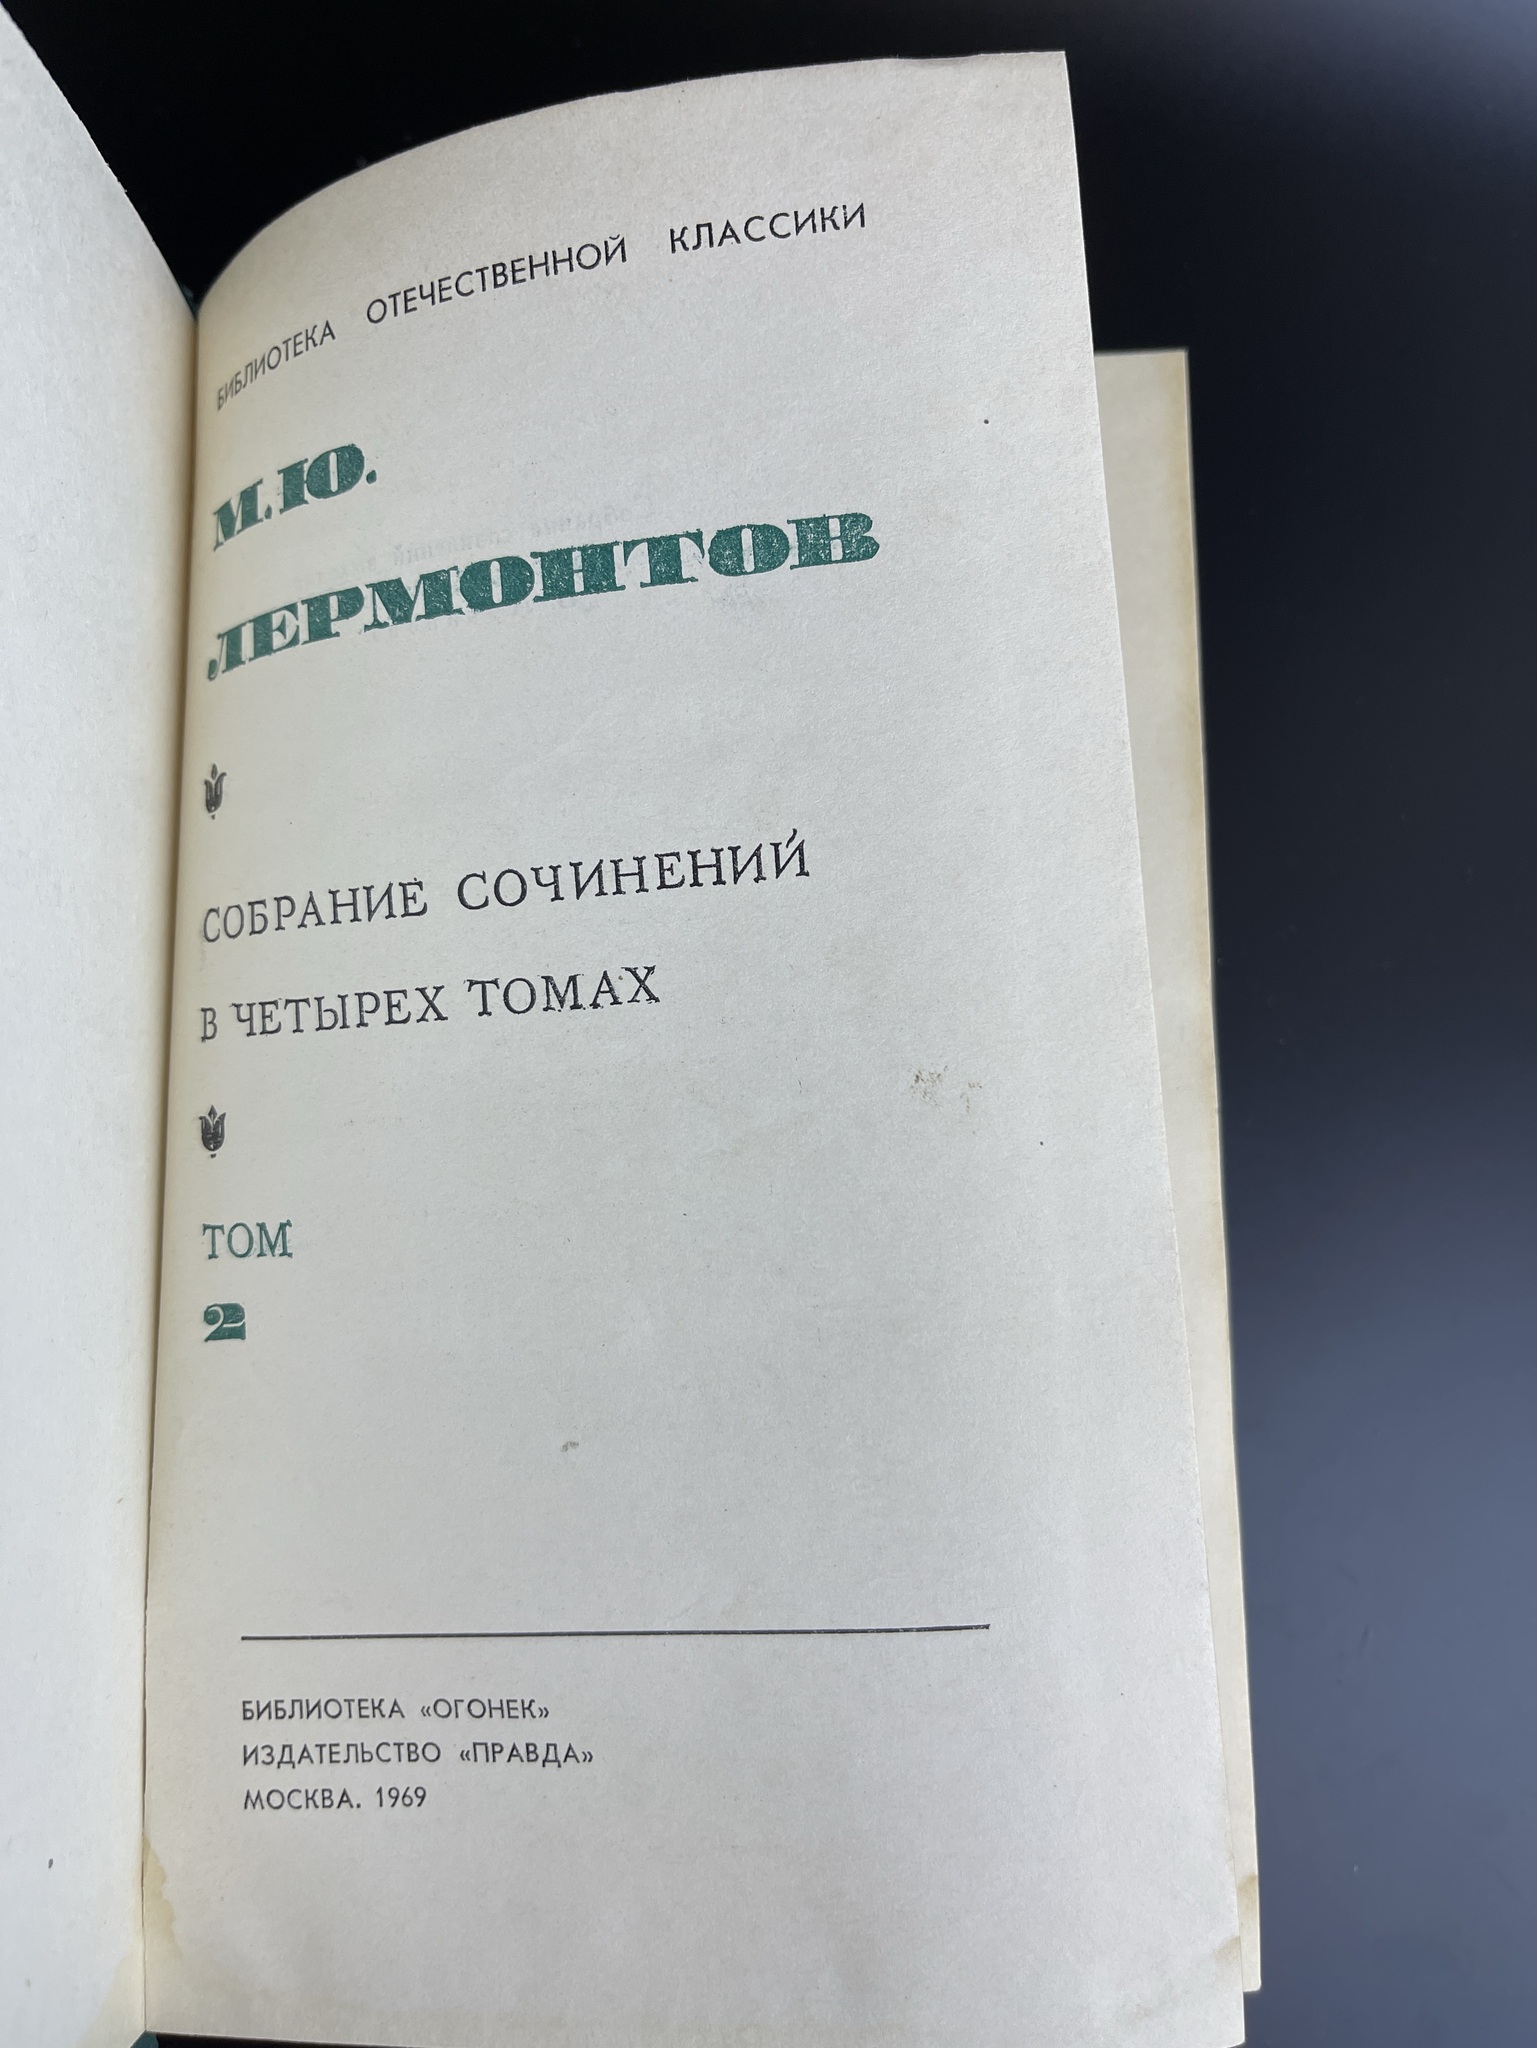 БИБЛИОТЕКА ОТЕЧЕСТВЕННОЙ КЛАССИКИ
М.Ю.
ЛЕРМОНТОВ
СОБРАНИЕ СОЧИНЕНИЙ
В ЧЕТЫРЕХ ТОМАХ
ТОМ
2
БИБЛИОТЕКА «ОГОНЕК»
ИЗДАТЕЛЬСТВО «ПРАВДА»
МОСКВА. 1969